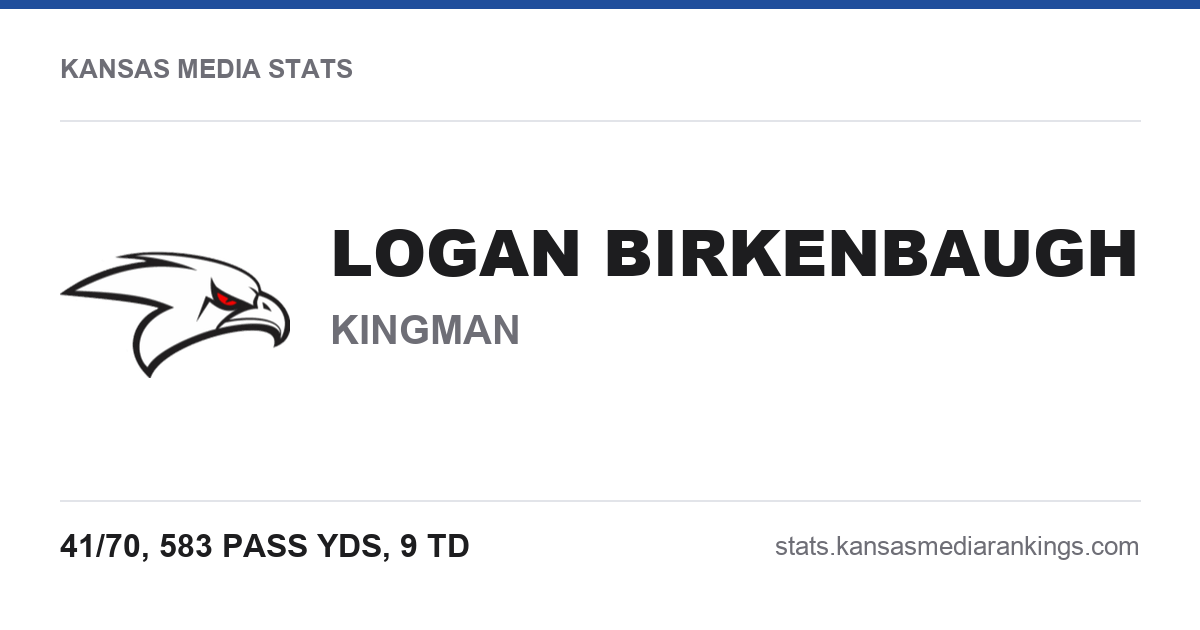 KANSAS MEDIA STATS
LOGAN BIRKENBAUGH
KINGMAN
41/70, 583 PASS YDS, 9 TD
stats.kansasmediarankings.com